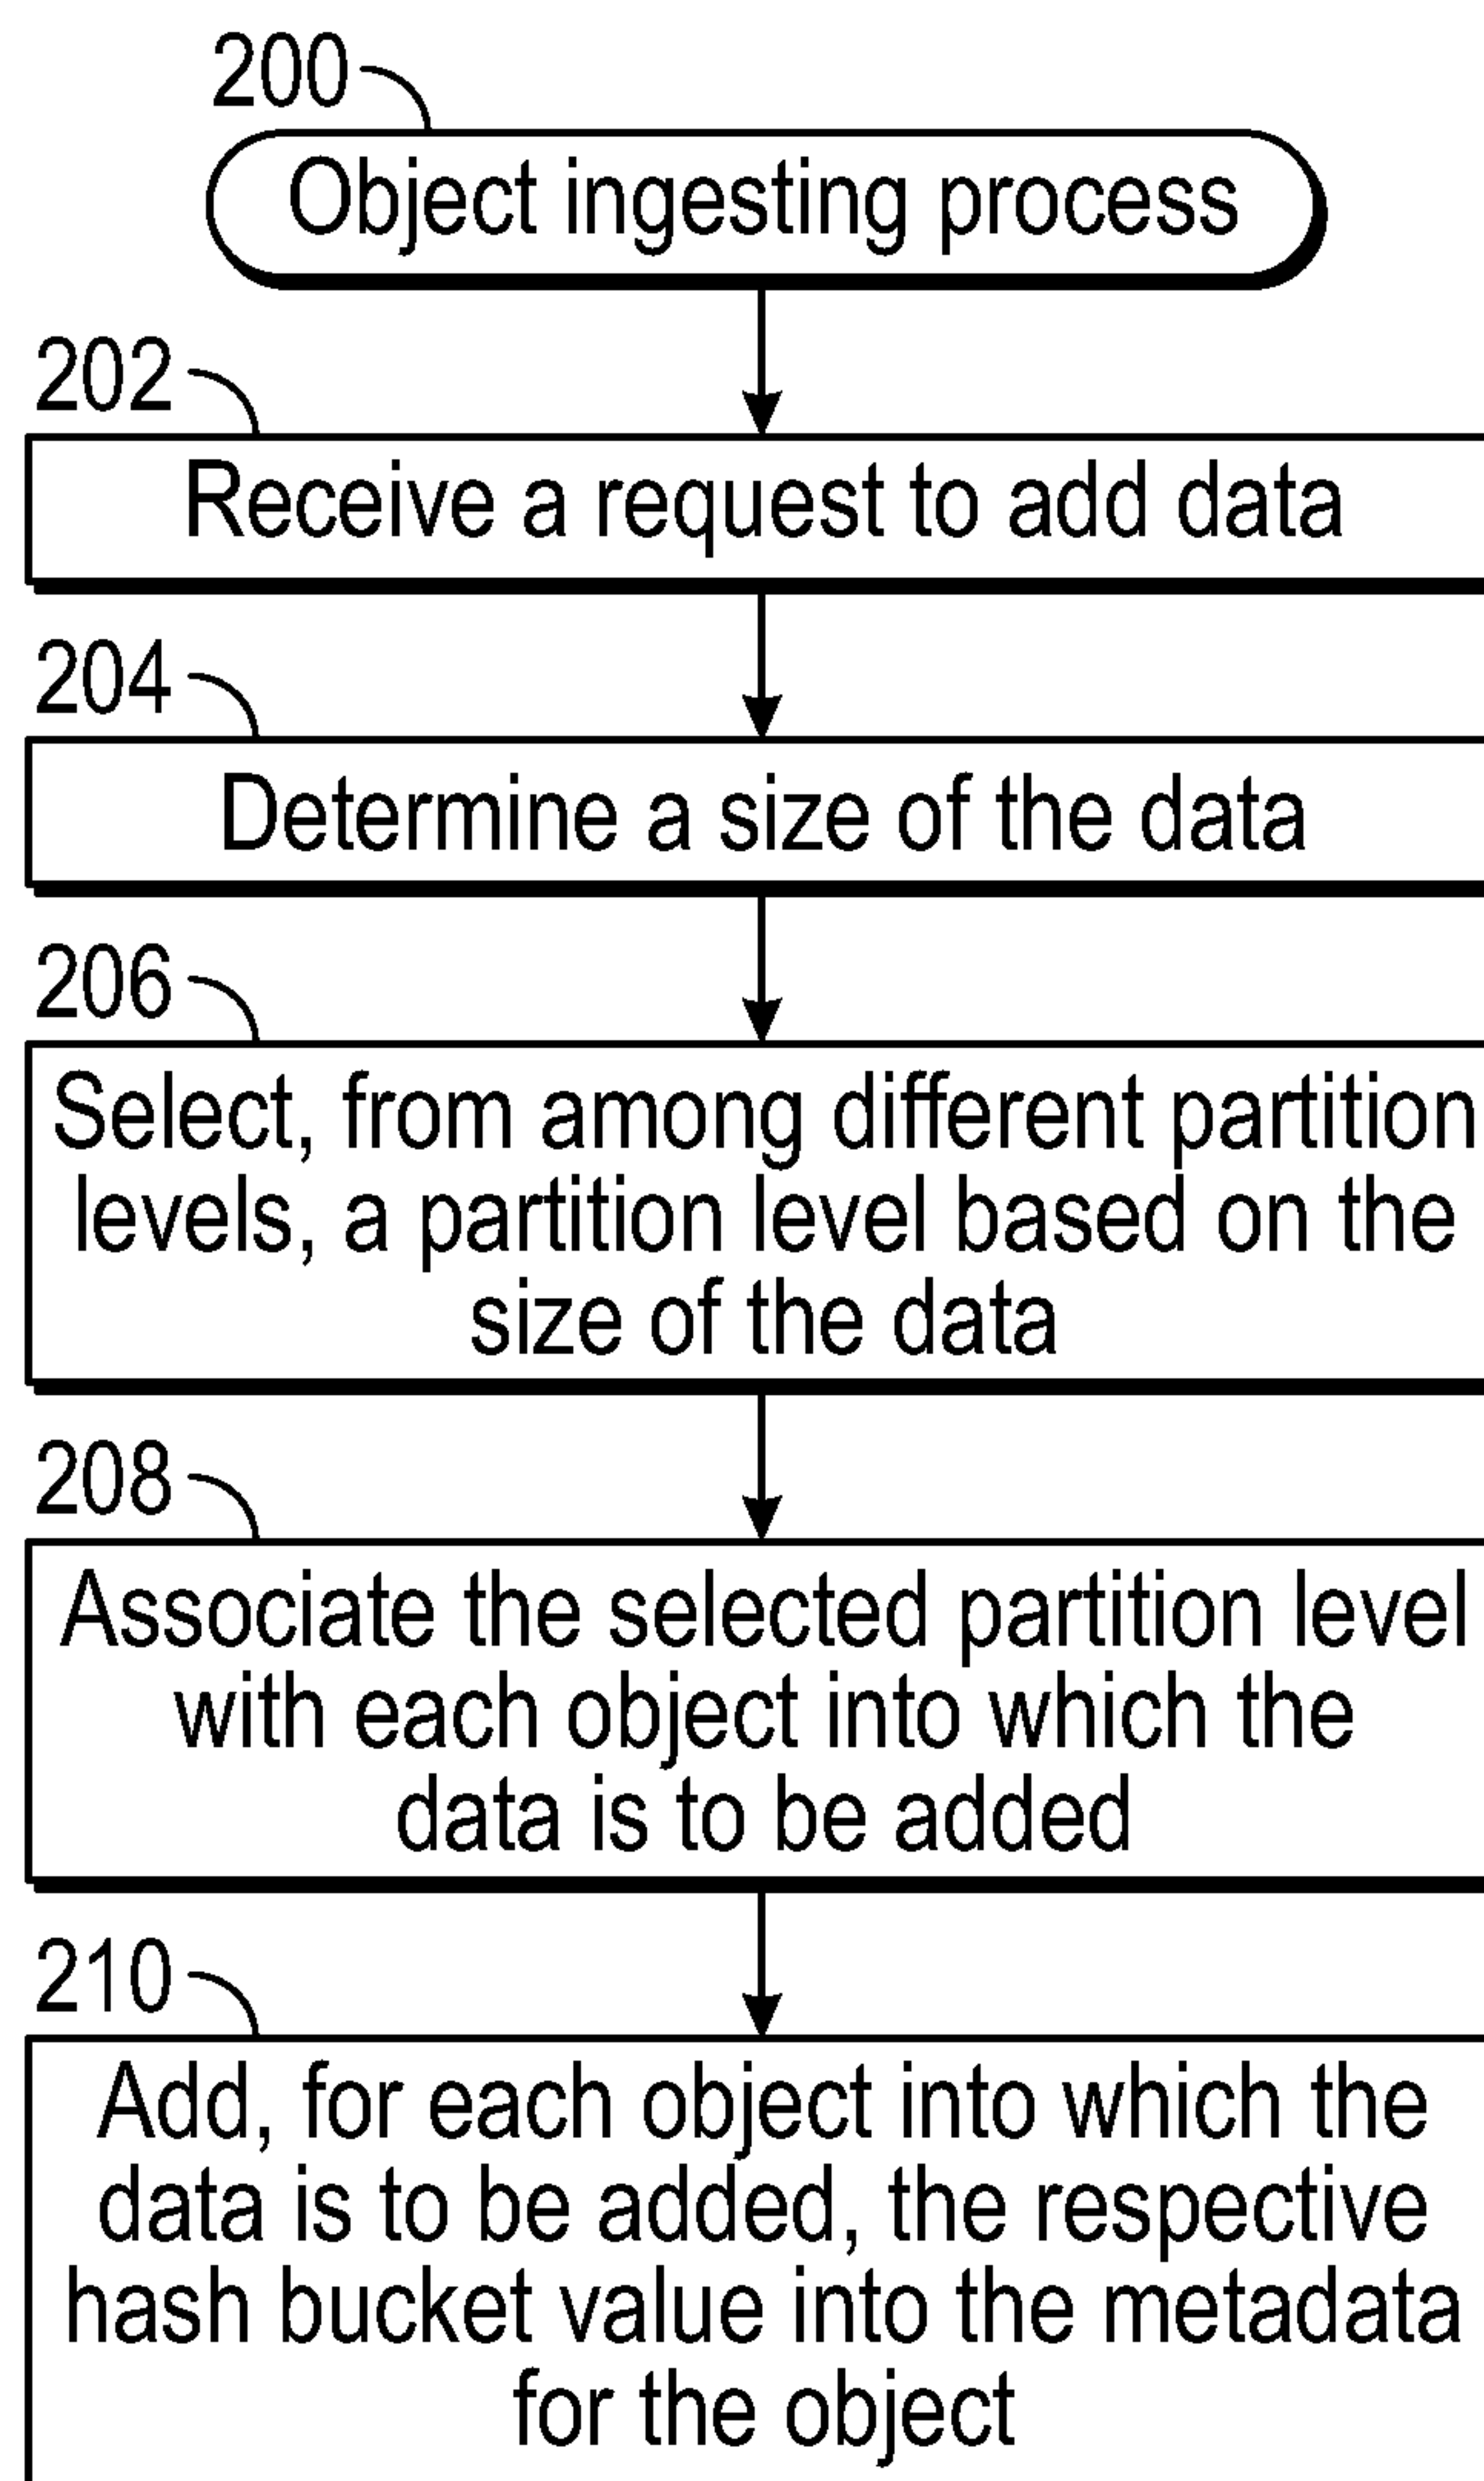 200
Object ingesting process
202
Receive a request to add data
204
Determine a size of the data
206
Select, from among different partition
levels, a partition level based on the
size of the data
208
Associate the selected partition level
with each object into which the
data is to be added
210
Add, for each object into which the
data is to be added, the respective
hash bucket value into the metadata
for the object